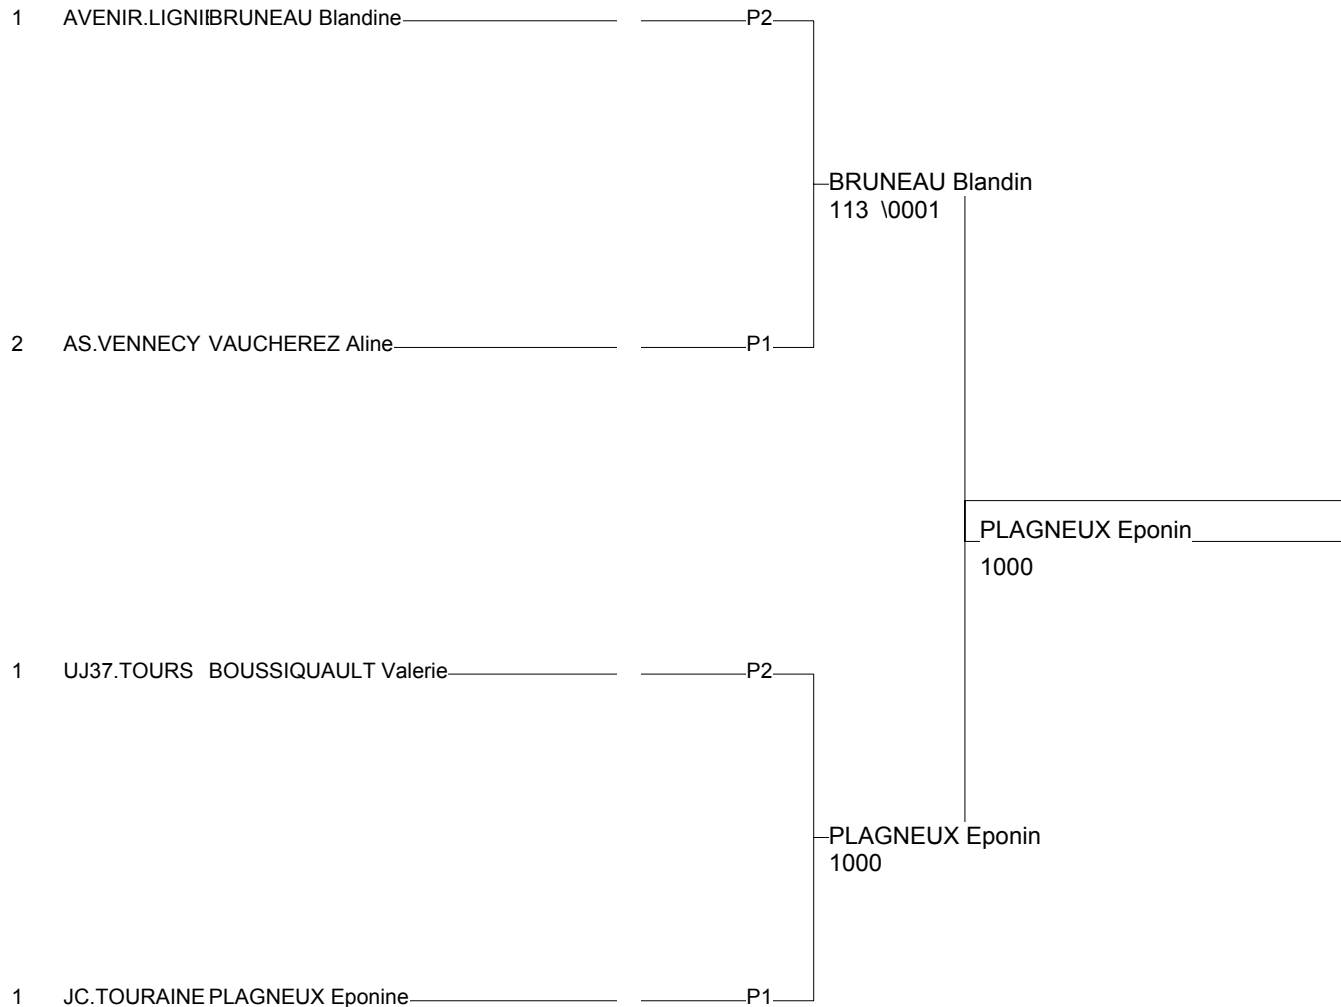 1 AVENIR.LIGNII BRUNEAU Blandine P2
BRUNEAU Blandin
113 \0001
2 AS.VENNECY VAUCHEREZ Aline P1
PLAGNEUX Eponin
1000
1 UJ37.TOURS BOUSSIQUAULT Valerie P2
PLAGNEUX Eponin
1000
1 JC.TOURAINE PLAGNEUX Eponine P1